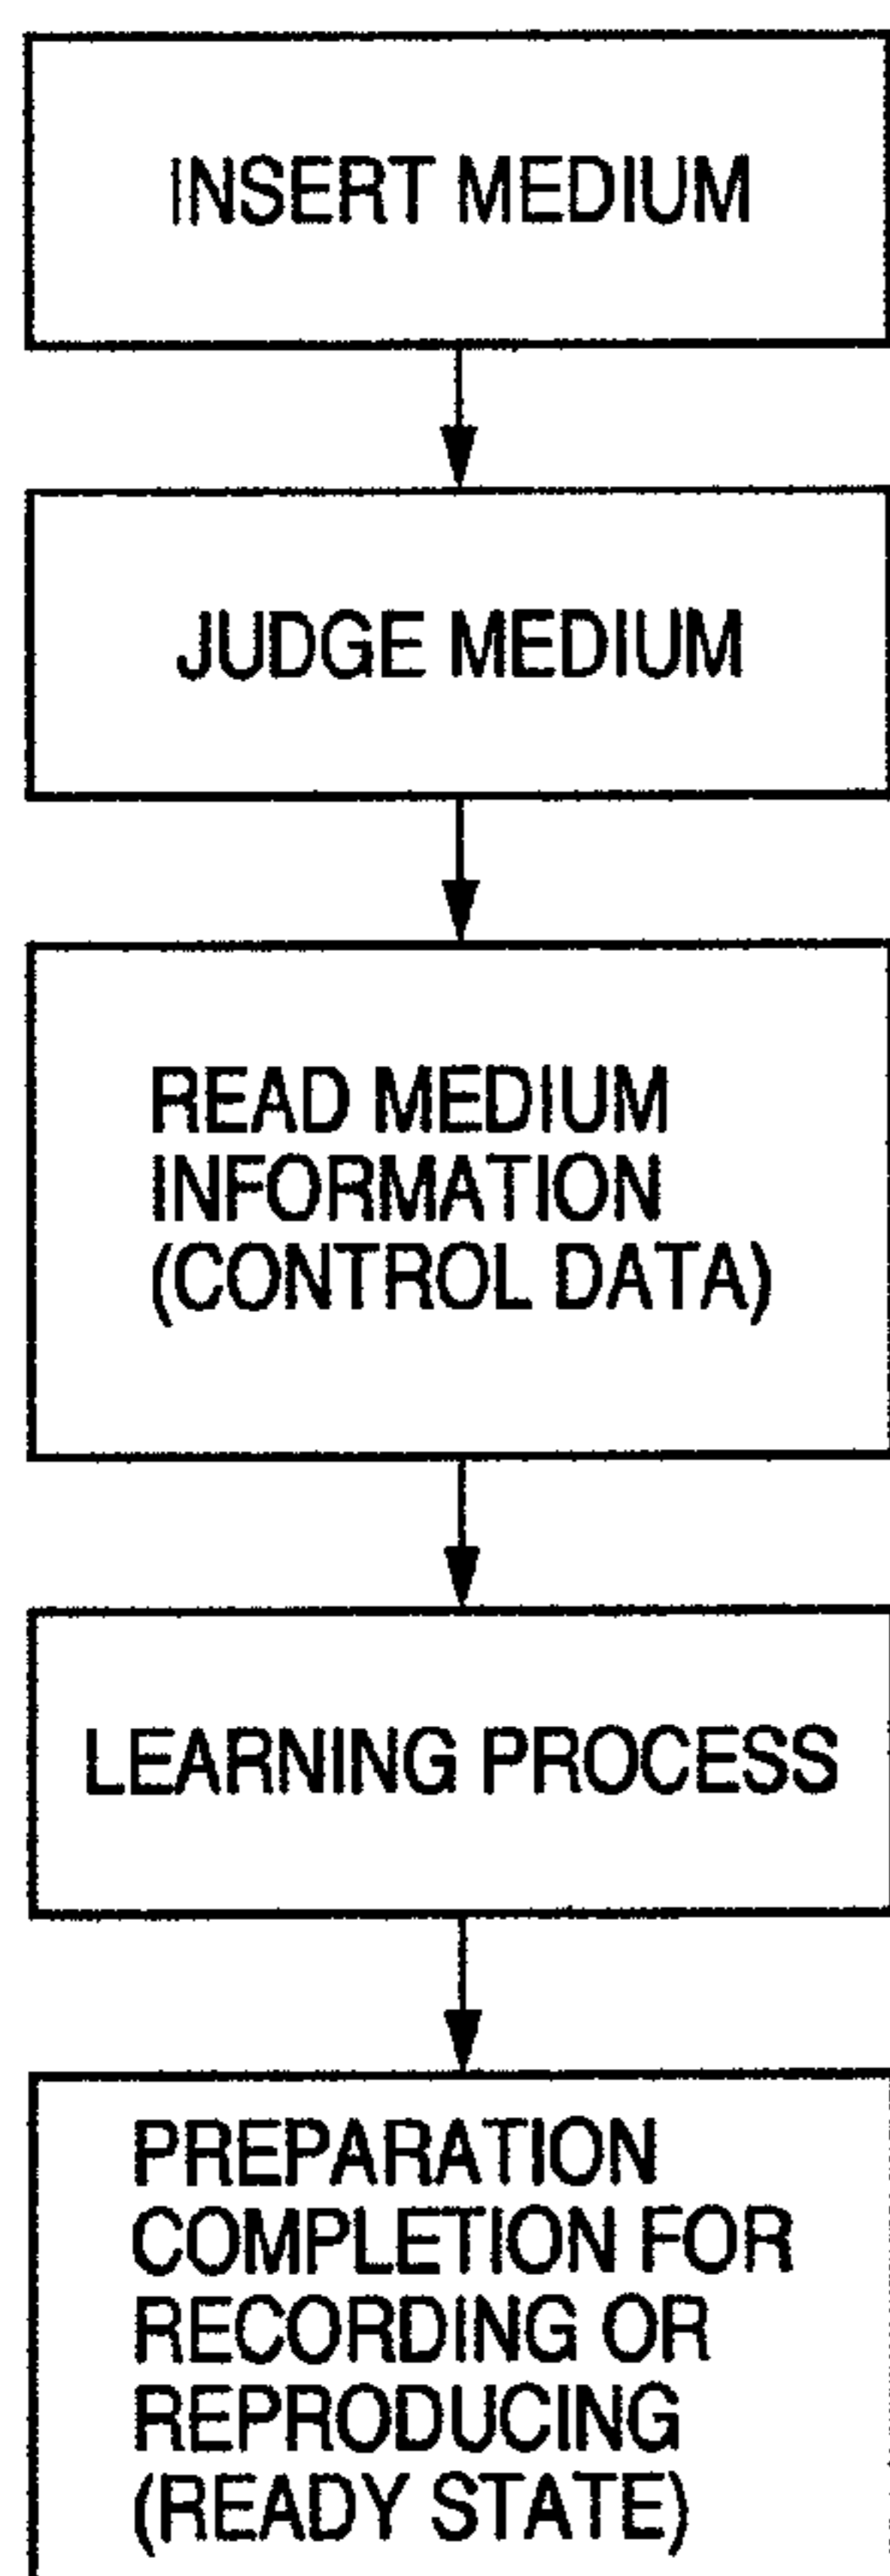 INSERT MEDIUM
JUDGE MEDIUM
READ MEDIUM
INFORMATION
(CONTROL DATA)
LEARNING PROCESS
PREPARATION
COMPLETION FOR
RECORDING OR
REPRODUCING
(READY STATE)